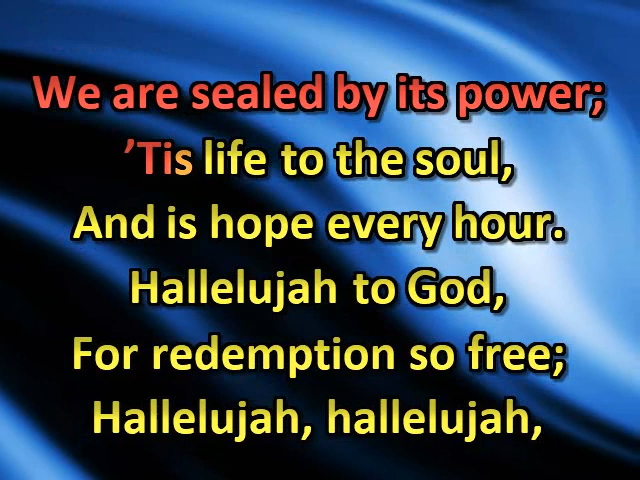 We are sealed by its power;
’Tis life to the soul,
And is hope every hour.
Hallelujah to God,
For redemption so free;
Hallelujah, hallelujah,